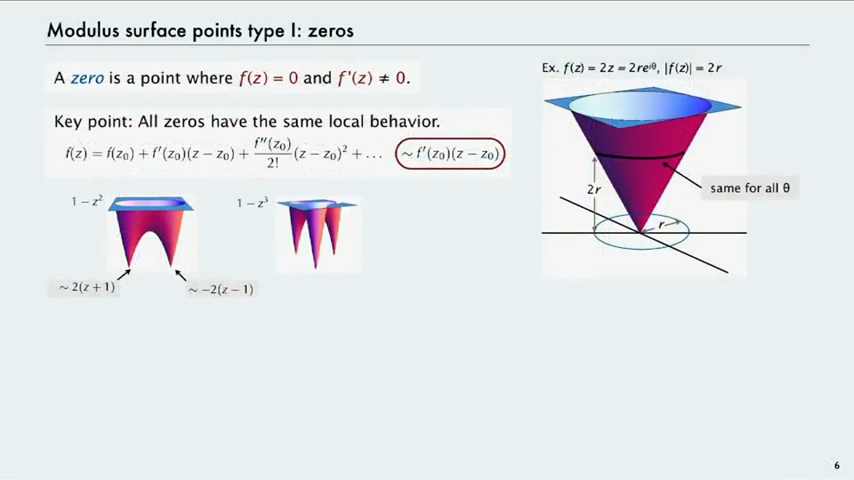 Modulus surface points type I: zeros
A zero is a point where f(z) = 0 and f'(z) ≠ 0.
Key point: All zeros have the same local behavior.
f(z) = f(z₀) + f'(z₀)(z − z₀) + f''(z₀)/2! (z − z₀)² + … ∼ f'(z₀)(z − z₀)
1 − z²
1 − z³
∼ 2(z + 1)
∼ −2(z − 1)
Ex. f(z) = 2z = 2re^{iθ}, |f(z)| = 2r
same for all θ
2r
r
6